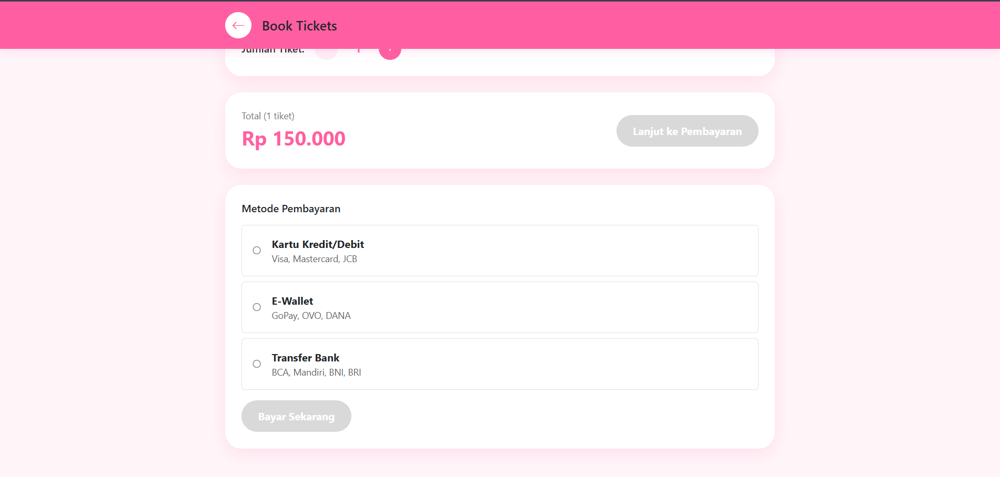 Book Tickets
Jumlah Tiket:
Total (1 tiket)
Rp 150.000
Lanjut ke Pembayaran
Metode Pembayaran
Kartu Kredit/Debit
Visa, Mastercard, JCB
E-Wallet
GoPay, OVO, DANA
Transfer Bank
BCA, Mandiri, BNI, BRI
Bayar Sekarang